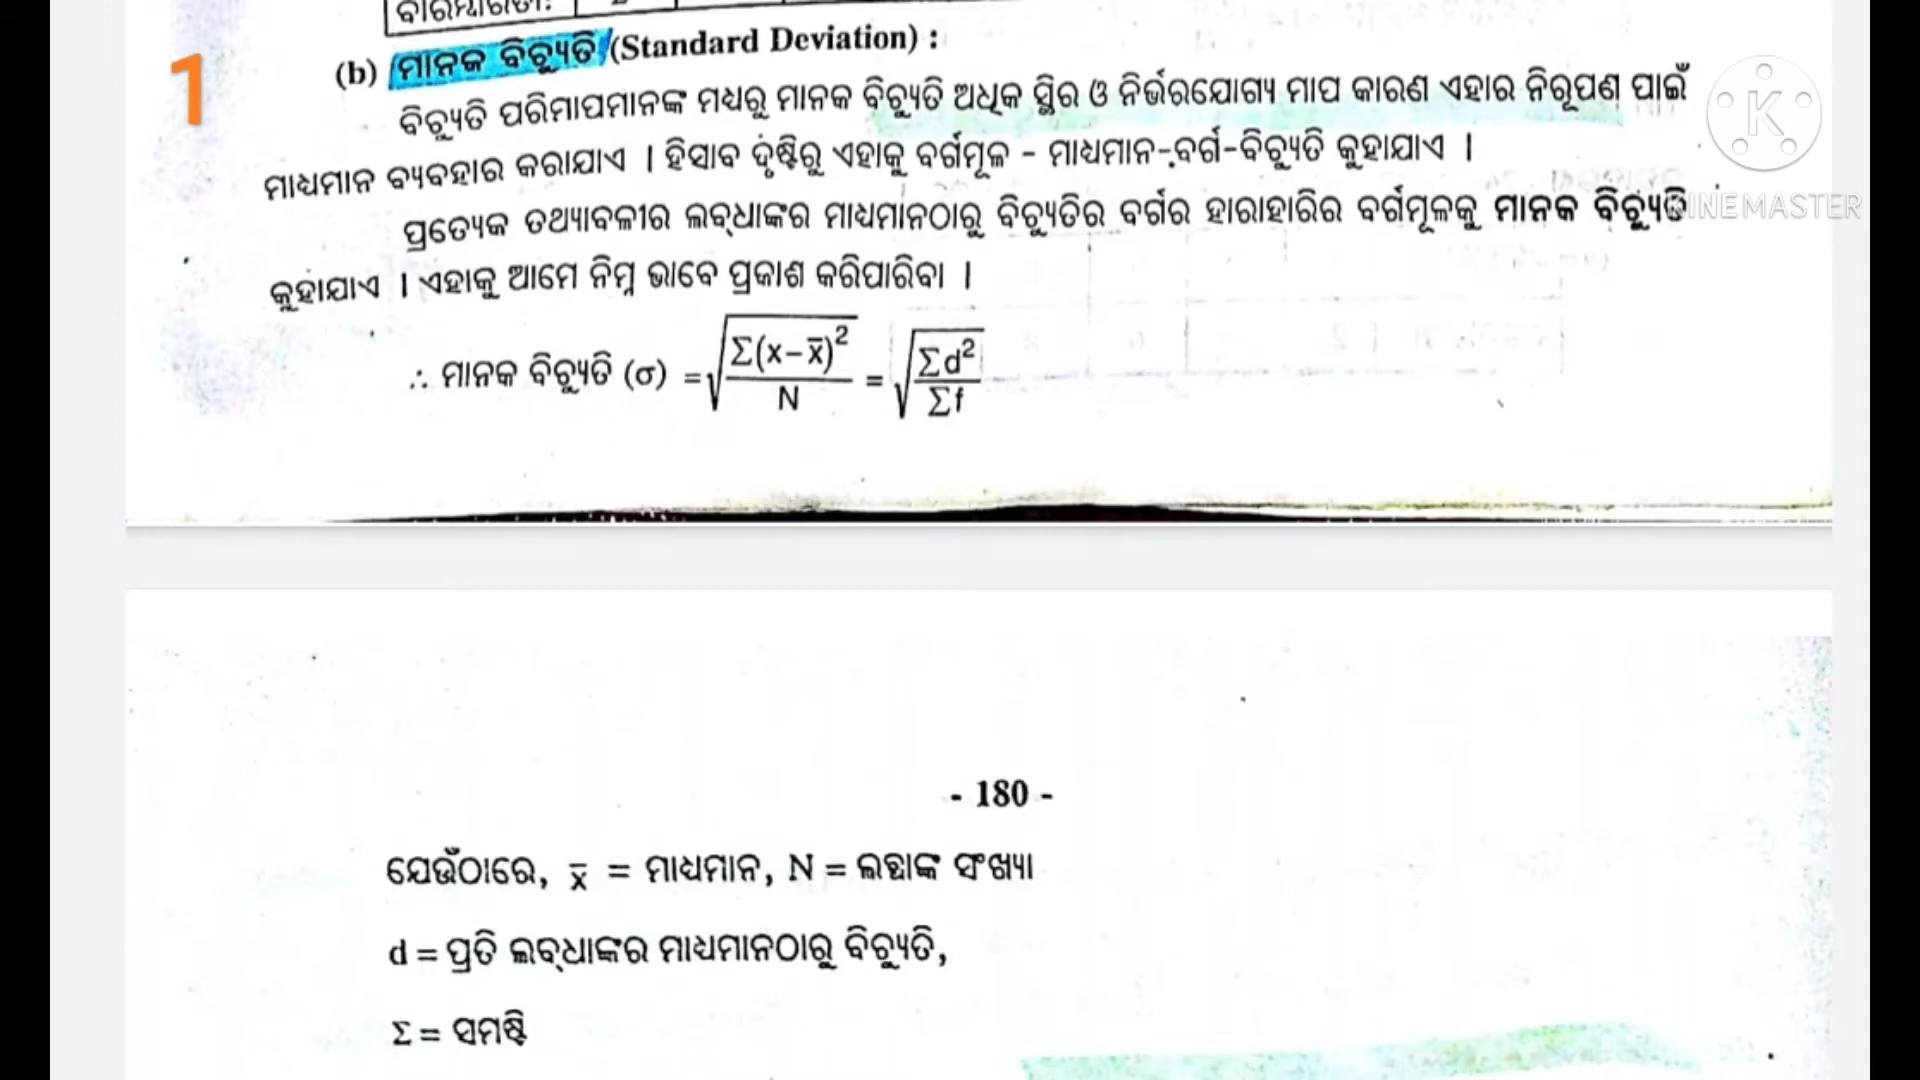 1
(b) ମାନକ ବିଚ୍ୟୁତି (Standard Deviation) :
ବିଚ୍ୟୁତି ପରିମାପମାନଙ୍କ ମଧ୍ୟରୁ ମାନକ ବିଚ୍ୟୁତି ଅଧିକ ସ୍ଥିର ଓ ନିର୍ଭରଯୋଗ୍ୟ ମାପ କାରଣ ଏହାର ନିରୂପଣ ପାଇଁ
ମାଧ୍ୟମାନ ବ୍ୟବହାର କରାଯାଏ । ହିସାବ ଦୃଷ୍ଟିରୁ ଏହାକୁ ବର୍ଗମୂଳ - ମାଧ୍ୟମାନ-ବର୍ଗ-ବିଚ୍ୟୁତି କୁହାଯାଏ ।
ପ୍ରତ୍ୟେକ ତଥ୍ୟାବଳୀର ଲବ୍‌ଧାଙ୍କର ମାଧ୍ୟମାନଠାରୁ ବିଚ୍ୟୁତିର ବର୍ଗର ହାରାହାରିର ବର୍ଗମୂଳକୁ ମାନକ ବିଚ୍ୟୁତି
କୁହାଯାଏ । ଏହାକୁ ଆମେ ନିମ୍ନ ଭାବେ ପ୍ରକାଶ କରିପାରିବା ।
∴ ମାନକ ବିଚ୍ୟୁତି (σ) = √(Σ(x-x̄)²/N) = √(Σd²/Σf)
- 180 -
ଯେଉଁଠାରେ, x̄ = ମାଧ୍ୟମାନ, N = ଲବ୍ଧାଙ୍କ ସଂଖ୍ୟା
d = ପ୍ରତି ଲବ୍‌ଧାଙ୍କର ମାଧ୍ୟମାନଠାରୁ ବିଚ୍ୟୁତି,
Σ = ସମଷ୍ଟି
K
KINEMASTER